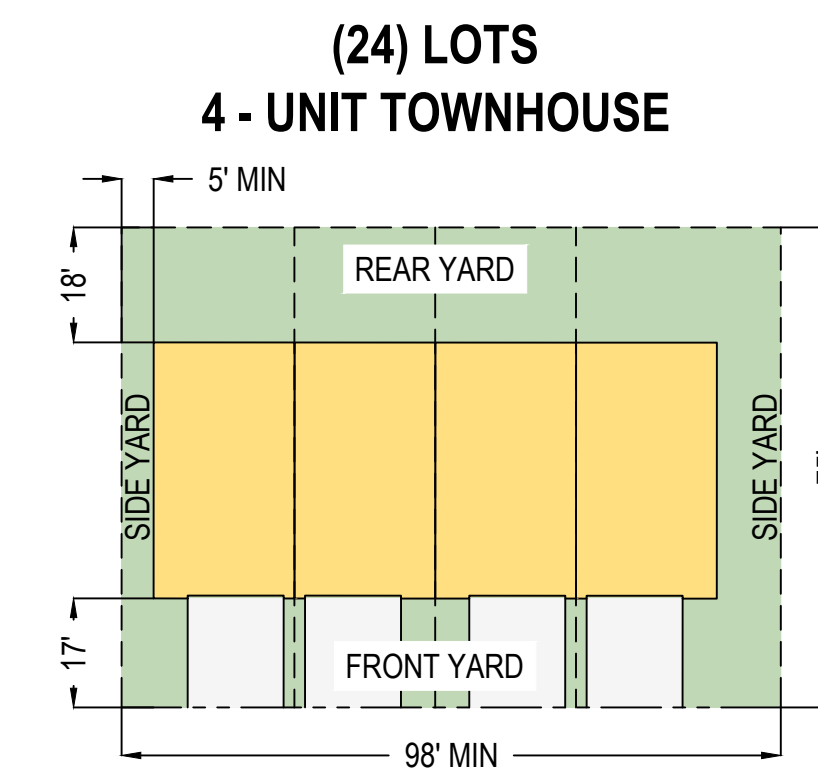 (24) LOTS
4 - UNIT TOWNHOUSE
5' MIN
18'
REAR YARD
SIDE YARD
SIDE YARD
17'
FRONT YARD
98' MIN